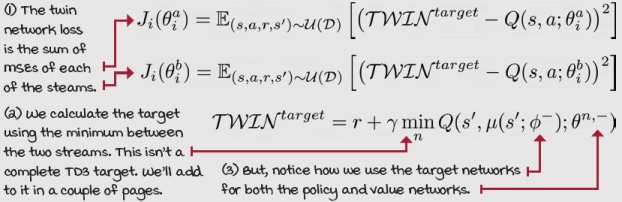 (1) The twin
network loss
is the sum of
MSEs of each
of the steams.
J_i(θ_i^a) = 𝔼_{(s,a,r,s')∼𝒰(𝒟)} [(𝒯𝒲ℐ𝒩^{target} − Q(s, a; θ_i^a))^2]
J_i(θ_i^b) = 𝔼_{(s,a,r,s')∼𝒰(𝒟)} [(𝒯𝒲ℐ𝒩^{target} − Q(s, a; θ_i^b))^2]
(2) We calculate the target
using the minimum between
the two streams. This isn't a
complete TD3 target. We'll add
to it in a couple of pages.
𝒯𝒲ℐ𝒩^{target} = r + γ min_n Q(s', μ(s'; ϕ^-); θ^{n,-})
(3) But, notice how we use the target networks
for both the policy and value networks.